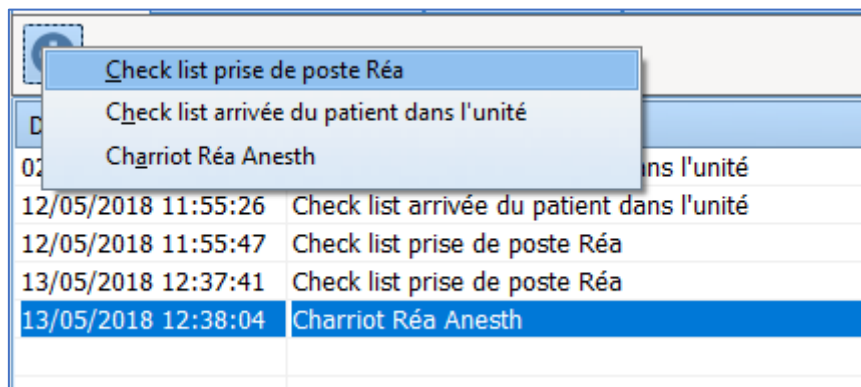 Check list prise de poste Réa
Check list arrivée du patient dans l'unité
Charriot Réa Anesth
D
02 ns l'unité
12/05/2018 11:55:26 Check list arrivée du patient dans l'unité
12/05/2018 11:55:47 Check list prise de poste Réa
13/05/2018 12:37:41 Check list prise de poste Réa
13/05/2018 12:38:04 Charriot Réa Anesth